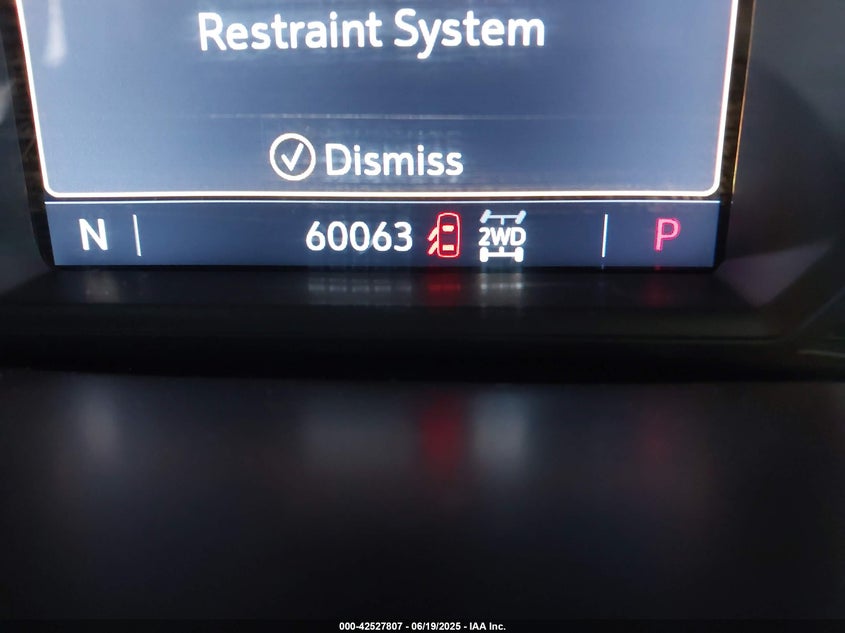 Restraint System
Dismiss
N 60063 2WD P
000-42527807 - 06/19/2025 - IAA Inc.